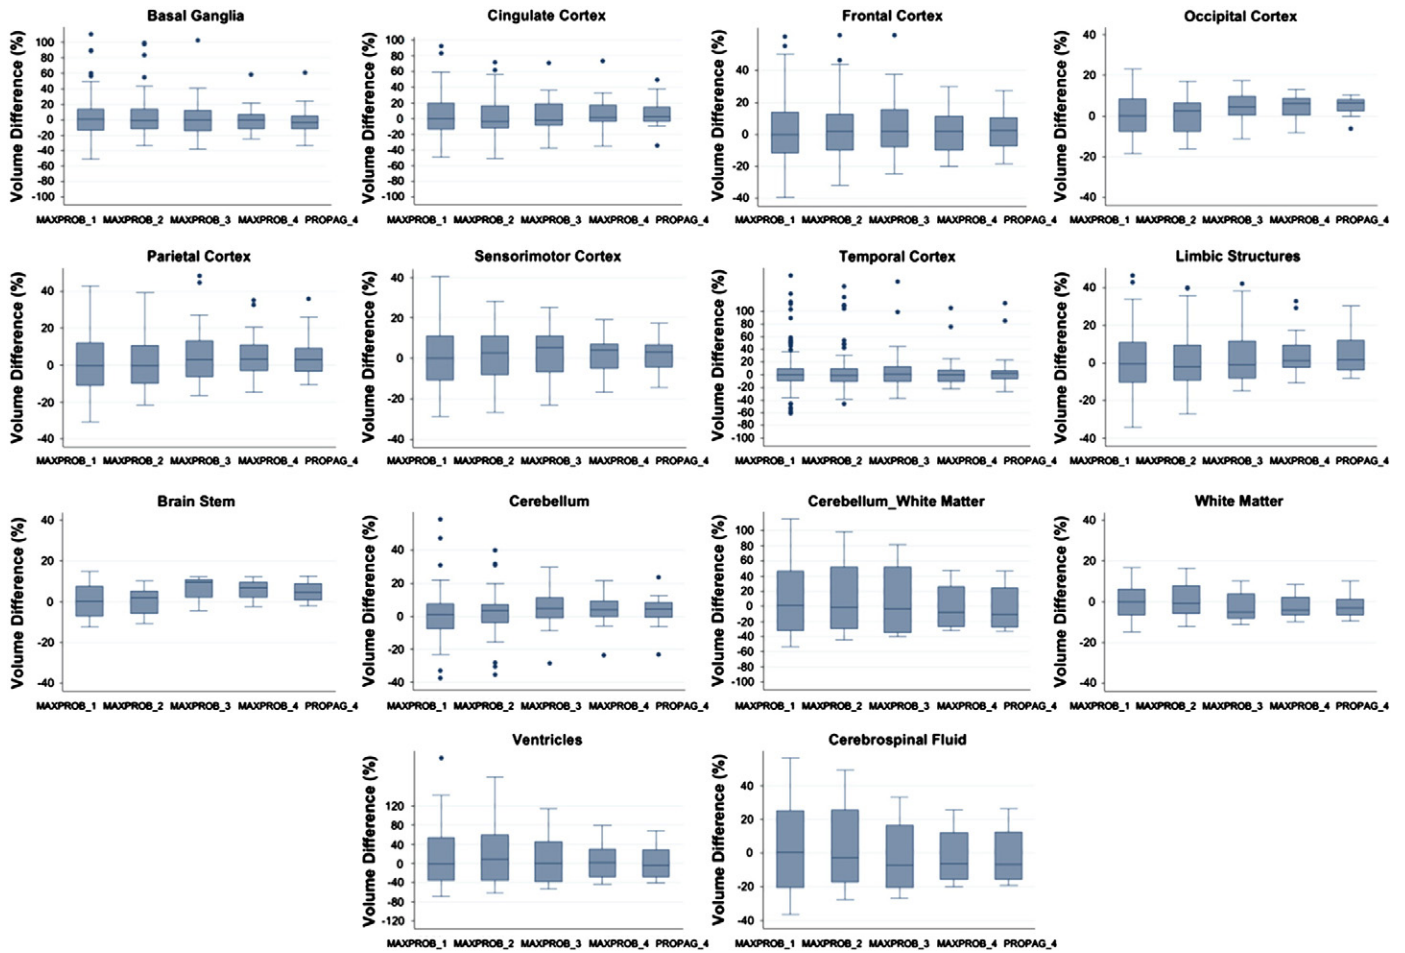 Basal Ganglia
Volume Difference (%)
100
80
60
40
20
0
-20
-40
-60
-80
-100
MAXPROB_1 MAXPROB_2 MAXPROB_3 MAXPROB_4 PROPAG_4
Cingulate Cortex
Volume Difference (%)
100
80
60
40
20
0
-20
-40
-60
-80
-100
MAXPROB_1 MAXPROB_2 MAXPROB_3 MAXPROB_4 PROPAG_4
Frontal Cortex
Volume Difference (%)
40
20
0
-20
-40
MAXPROB_1 MAXPROB_2 MAXPROB_3 MAXPROB_4 PROPAG_4
Occipital Cortex
Volume Difference (%)
40
20
0
-20
-40
MAXPROB_1 MAXPROB_2 MAXPROB_3 MAXPROB_4 PROPAG_4
Parietal Cortex
Volume Difference (%)
40
20
0
-20
-40
MAXPROB_1 MAXPROB_2 MAXPROB_3 MAXPROB_4 PROPAG_4
Sensorimotor Cortex
Volume Difference (%)
40
20
0
-20
-40
MAXPROB_1 MAXPROB_2 MAXPROB_3 MAXPROB_4 PROPAG_4
Temporal Cortex
Volume Difference (%)
100
80
60
40
20
0
-20
-40
-60
-80
-100
MAXPROB_1 MAXPROB_2 MAXPROB_3 MAXPROB_4 PROPAG_4
Limbic Structures
Volume Difference (%)
40
20
0
-20
-40
MAXPROB_1 MAXPROB_2 MAXPROB_3 MAXPROB_4 PROPAG_4
Brain Stem
Volume Difference (%)
40
20
0
-20
-40
MAXPROB_1 MAXPROB_2 MAXPROB_3 MAXPROB_4 PROPAG_4
Cerebellum
Volume Difference (%)
40
20
0
-20
-40
MAXPROB_1 MAXPROB_2 MAXPROB_3 MAXPROB_4 PROPAG_4
Cerebellum_White Matter
Volume Difference (%)
100
80
60
40
20
0
-20
-40
-60
-80
-100
MAXPROB_1 MAXPROB_2 MAXPROB_3 MAXPROB_4 PROPAG_4
White Matter
Volume Difference (%)
40
20
0
-20
-40
MAXPROB_1 MAXPROB_2 MAXPROB_3 MAXPROB_4 PROPAG_4
Ventricles
Volume Difference (%)
120
80
40
0
-40
-80
-120
MAXPROB_1 MAXPROB_2 MAXPROB_3 MAXPROB_4 PROPAG_4
Cerebrospinal Fluid
Volume Difference (%)
40
20
0
-20
-40
MAXPROB_1 MAXPROB_2 MAXPROB_3 MAXPROB_4 PROPAG_4